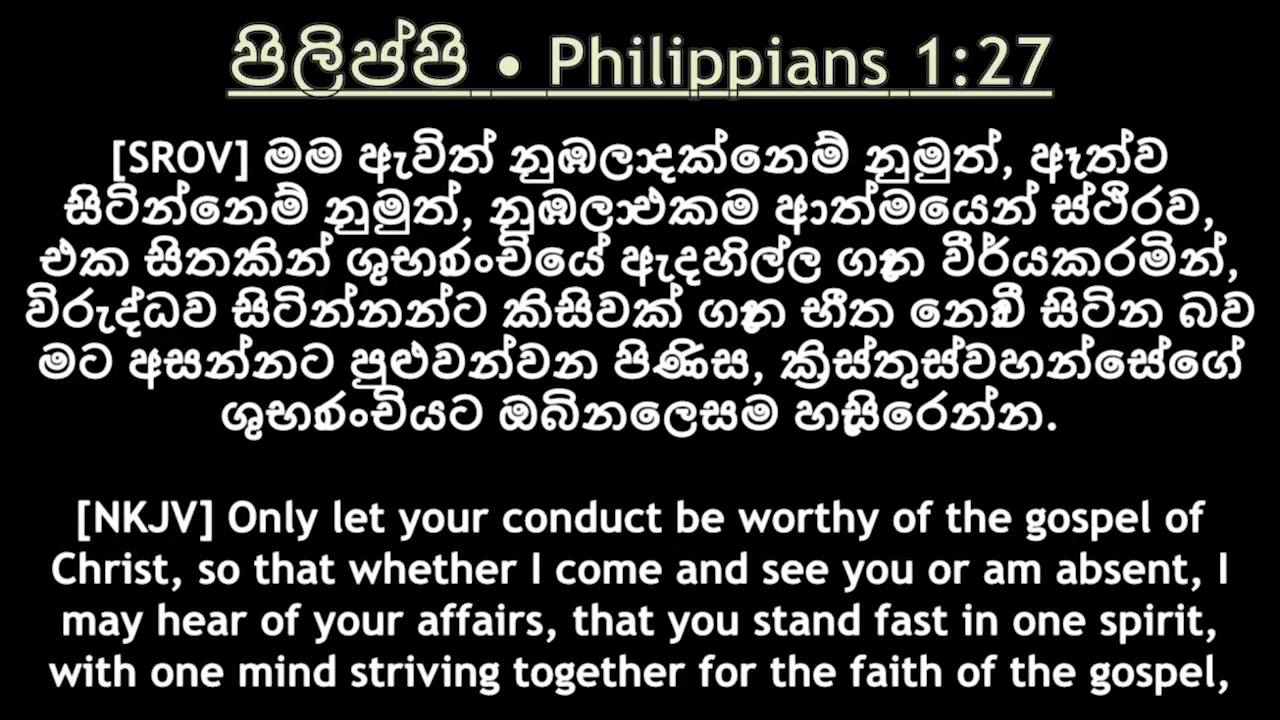 පිලිප්පි • Philippians 1:27
[SROV] මම ඇවිත් නුඹලාදක්නෙම් නුමුත්, ඈත්ව
සිටින්නෙම් නුමුත්, නුඹලාඑකම ආත්මයෙන් ස්ථිරව,
එක සිතකින් ශුභාරංචියේ ඇදහිල්ල ගැන වීර්යකරමින්,
විරුද්ධව සිටින්නන්ට කිසිවක් ගැන භීත නොවී සිටින බව
මට අසන්නට පුළුවන්වන පිණිස, ක්‍රිස්තුස්වහන්සේගේ
ශුභාරංචියට ඔබිනලෙසම හැසිරෙන්න.
[NKJV] Only let your conduct be worthy of the gospel of
Christ, so that whether I come and see you or am absent, I
may hear of your affairs, that you stand fast in one spirit,
with one mind striving together for the faith of the gospel,